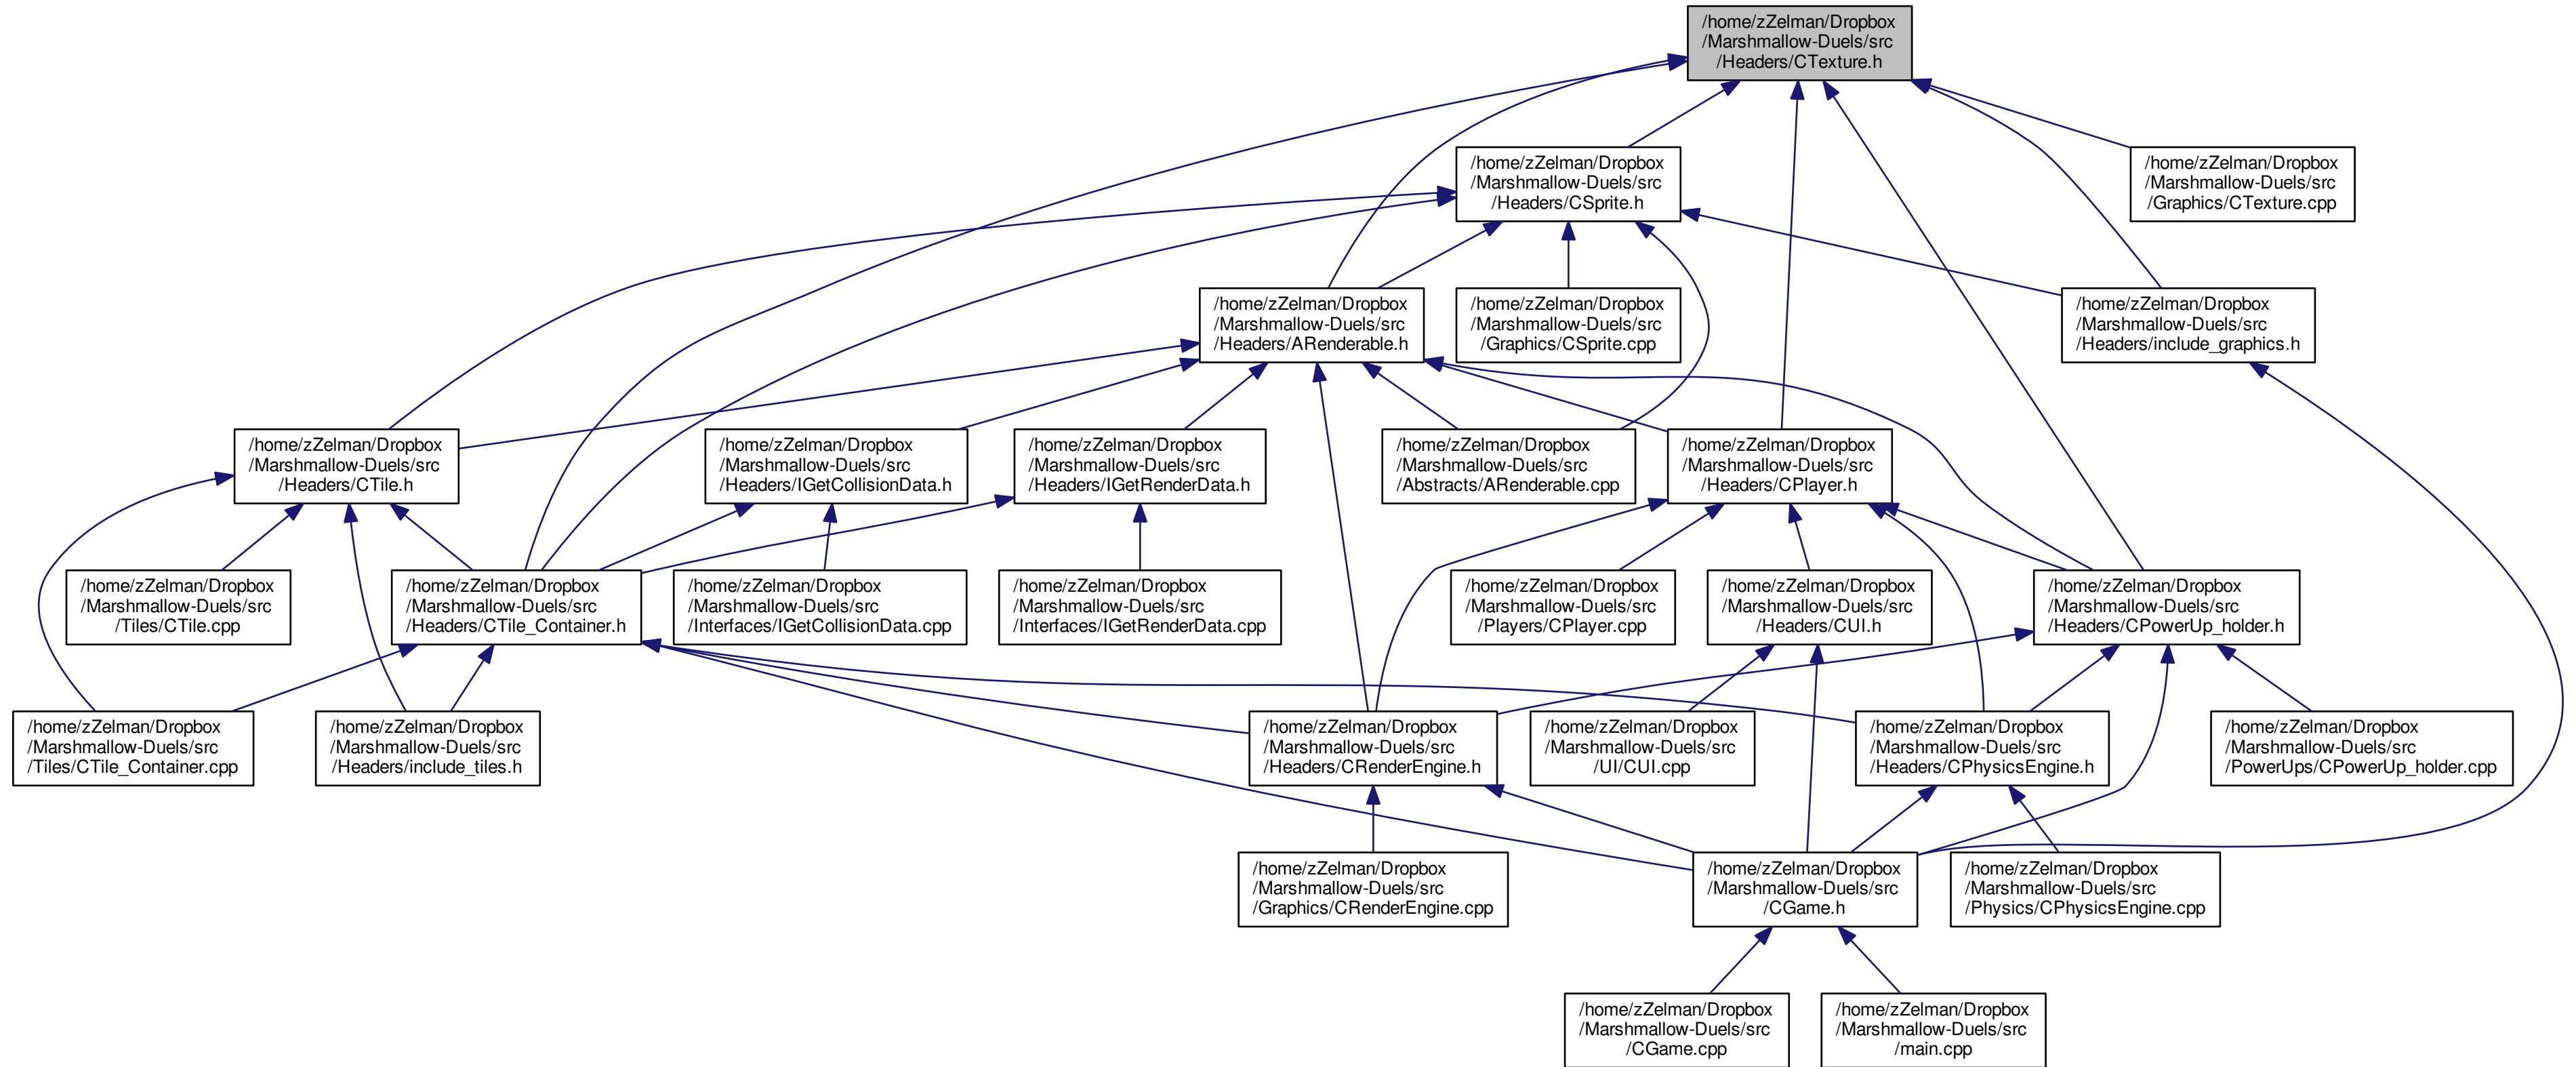 /home/zZelman/Dropbox
/Marshmallow-Duels/src
/Headers/CTexture.h
/home/zZelman/Dropbox
/Marshmallow-Duels/src
/Headers/CSprite.h
/home/zZelman/Dropbox
/Marshmallow-Duels/src
/Graphics/CTexture.cpp
/home/zZelman/Dropbox
/Marshmallow-Duels/src
/Headers/ARenderable.h
/home/zZelman/Dropbox
/Marshmallow-Duels/src
/Graphics/CSprite.cpp
/home/zZelman/Dropbox
/Marshmallow-Duels/src
/Headers/include_graphics.h
/home/zZelman/Dropbox
/Marshmallow-Duels/src
/Headers/CTile.h
/home/zZelman/Dropbox
/Marshmallow-Duels/src
/Headers/IGetCollisionData.h
/home/zZelman/Dropbox
/Marshmallow-Duels/src
/Headers/IGetRenderData.h
/home/zZelman/Dropbox
/Marshmallow-Duels/src
/Abstracts/ARenderable.cpp
/home/zZelman/Dropbox
/Marshmallow-Duels/src
/Headers/CPlayer.h
/home/zZelman/Dropbox
/Marshmallow-Duels/src
/Tiles/CTile.cpp
/home/zZelman/Dropbox
/Marshmallow-Duels/src
/Headers/CTile_Container.h
/home/zZelman/Dropbox
/Marshmallow-Duels/src
/Interfaces/IGetCollisionData.cpp
/home/zZelman/Dropbox
/Marshmallow-Duels/src
/Interfaces/IGetRenderData.cpp
/home/zZelman/Dropbox
/Marshmallow-Duels/src
/Players/CPlayer.cpp
/home/zZelman/Dropbox
/Marshmallow-Duels/src
/Headers/CUI.h
/home/zZelman/Dropbox
/Marshmallow-Duels/src
/Headers/CPowerUp_holder.h
/home/zZelman/Dropbox
/Marshmallow-Duels/src
/Tiles/CTile_Container.cpp
/home/zZelman/Dropbox
/Marshmallow-Duels/src
/Headers/include_tiles.h
/home/zZelman/Dropbox
/Marshmallow-Duels/src
/Headers/CRenderEngine.h
/home/zZelman/Dropbox
/Marshmallow-Duels/src
/UI/CUI.cpp
/home/zZelman/Dropbox
/Marshmallow-Duels/src
/Headers/CPhysicsEngine.h
/home/zZelman/Dropbox
/Marshmallow-Duels/src
/PowerUps/CPowerUp_holder.cpp
/home/zZelman/Dropbox
/Marshmallow-Duels/src
/Graphics/CRenderEngine.cpp
/home/zZelman/Dropbox
/Marshmallow-Duels/src
/CGame.h
/home/zZelman/Dropbox
/Marshmallow-Duels/src
/Physics/CPhysicsEngine.cpp
/home/zZelman/Dropbox
/Marshmallow-Duels/src
/CGame.cpp
/home/zZelman/Dropbox
/Marshmallow-Duels/src
/main.cpp